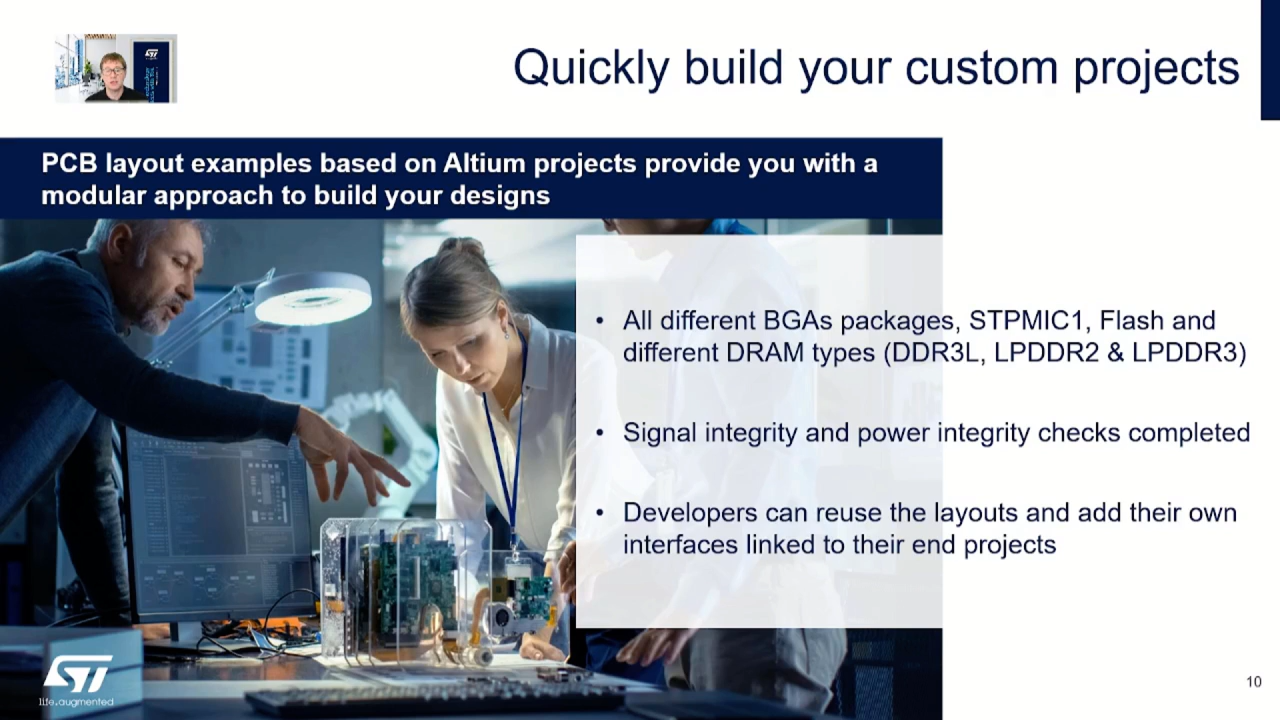 Quickly build your custom projects
PCB layout examples based on Altium projects provide you with a
modular approach to build your designs
• All different BGAs packages, STPMIC1, Flash and
different DRAM types (DDR3L, LPDDR2 & LPDDR3)
• Signal integrity and power integrity checks completed
• Developers can reuse the layouts and add their own
interfaces linked to their end projects
ST
life.augmented
10